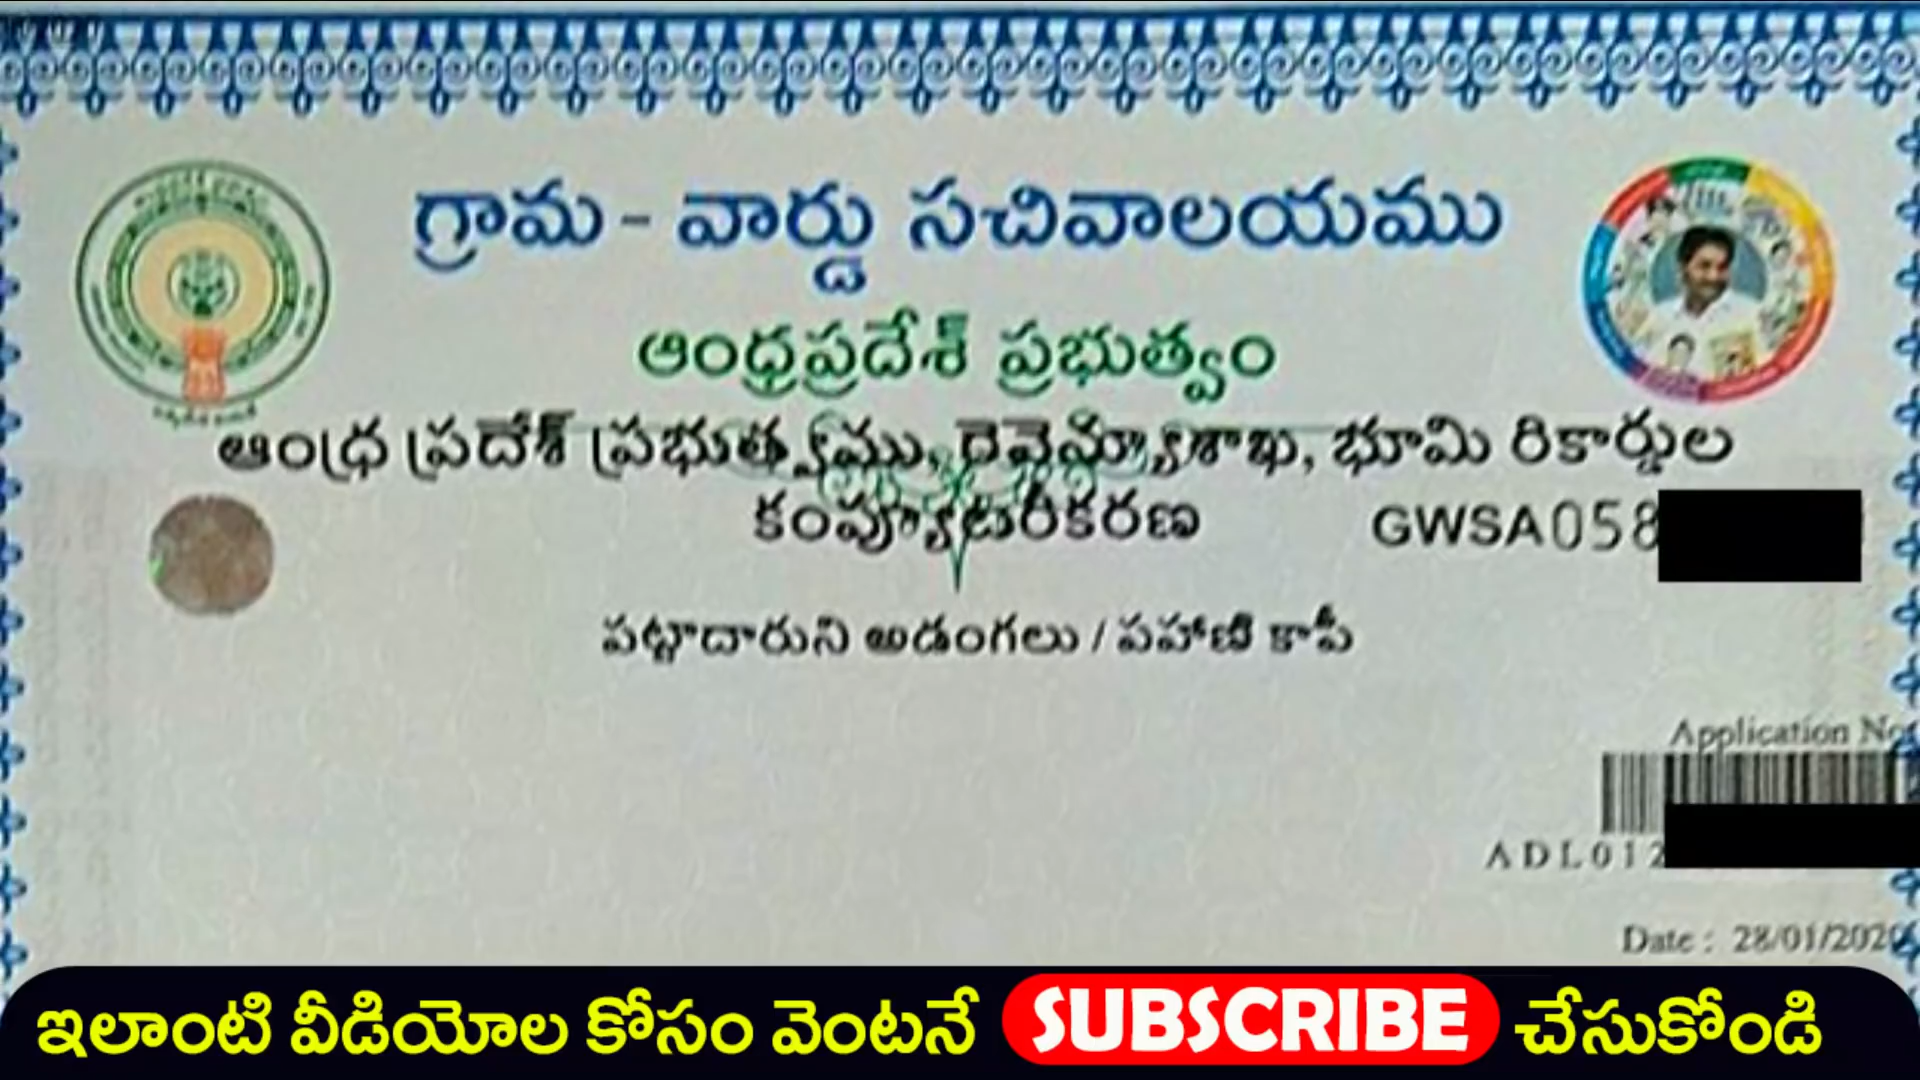 గ్రామ - వార్డు సచివాలయము
ఆంధ్రప్రదేశ్ ప్రభుత్వం
ఆంధ్ర ప్రదేశ్ ప్రభుత్వము, రెవెన్యూశాఖ, భూమి రికార్డుల
కంప్యూటరీకరణ
GWSA058
పట్టాదారుని అడంగలు / పహాణి కాపీ
Application No
ADL012
Date : 28/01/2020
ఇలాంటి వీడియోల కోసం వెంటనే SUBSCRIBE చేసుకోండి